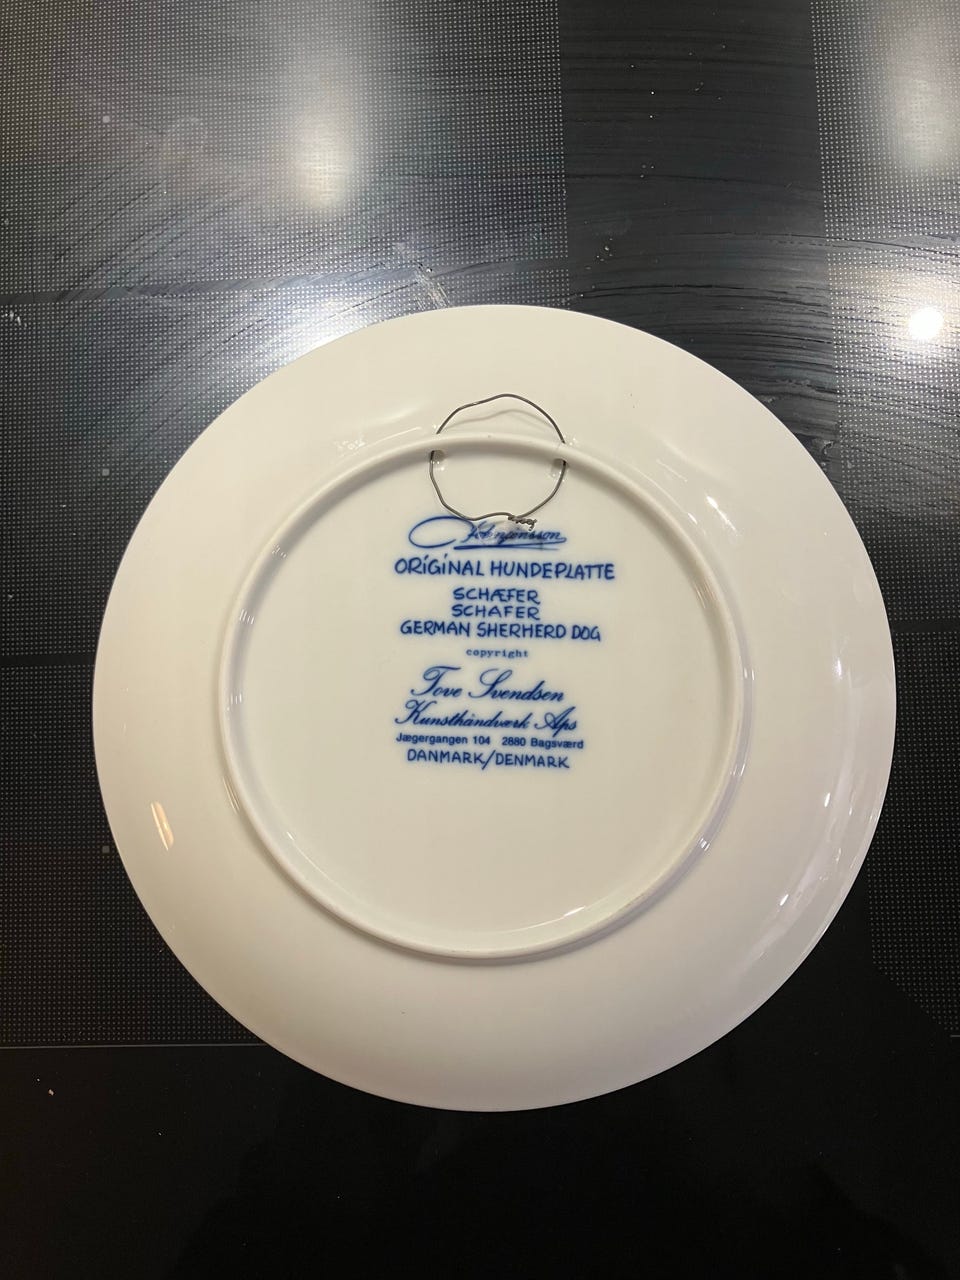 ORiGiNAL HUNDEPLATTE
SCHÆFER
SCHAFER
GERMAN SHERHERD DOG
copyright
Tove Svendsen
Kunsthåndværk Aps
Jægergangen 104 2880 Bagsværd
DANMARK/DENMARK